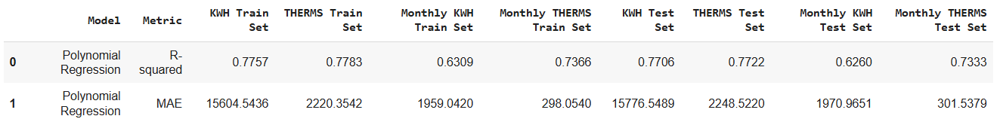 Model Metric KWH Train Set THERMS Train Set Monthly KWH Train Set Monthly THERMS Train Set KWH Test Set THERMS Test Set Monthly KWH Test Set Monthly THERMS Test Set
0 Polynomial Regression R-squared 0.7757 0.7783 0.6309 0.7366 0.7706 0.7722 0.6260 0.7333
1 Polynomial Regression MAE 15604.5436 2220.3542 1959.0420 298.0540 15776.5489 2248.5220 1970.9651 301.5379